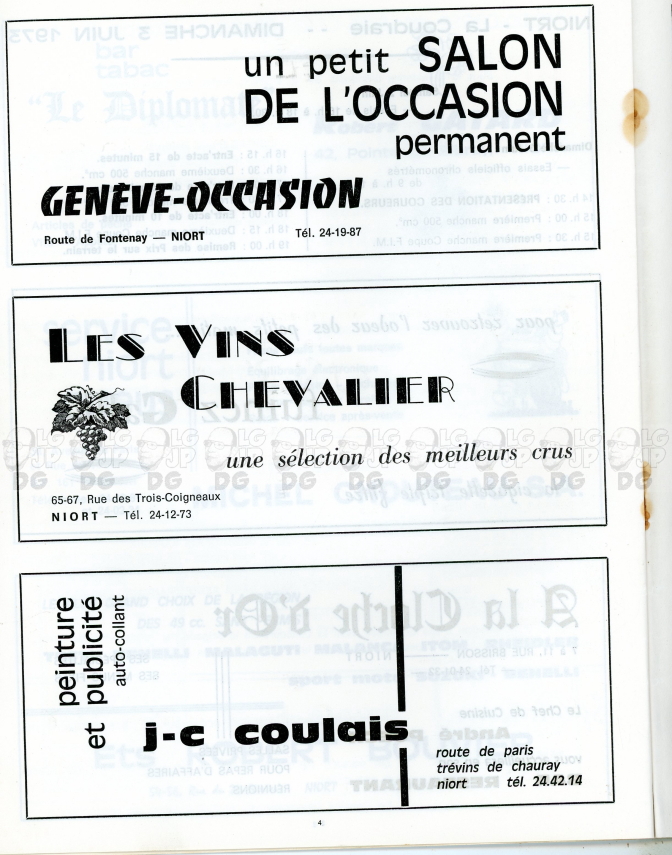 un petit SALON
DE L'OCCASION
permanent
GENÈVE-OCCASION
Route de Fontenay — NIORT
Tél. 24-19-87
LES VINS
CHEVALIER
une sélection des meilleurs crus
65-67, Rue des Trois-Coigneaux
NIORT — Tél. 24-12-73
peinture
et publicité
auto-collant
j-c coulais
route de paris
trévins de chauray
niort tél. 24.42.14
4